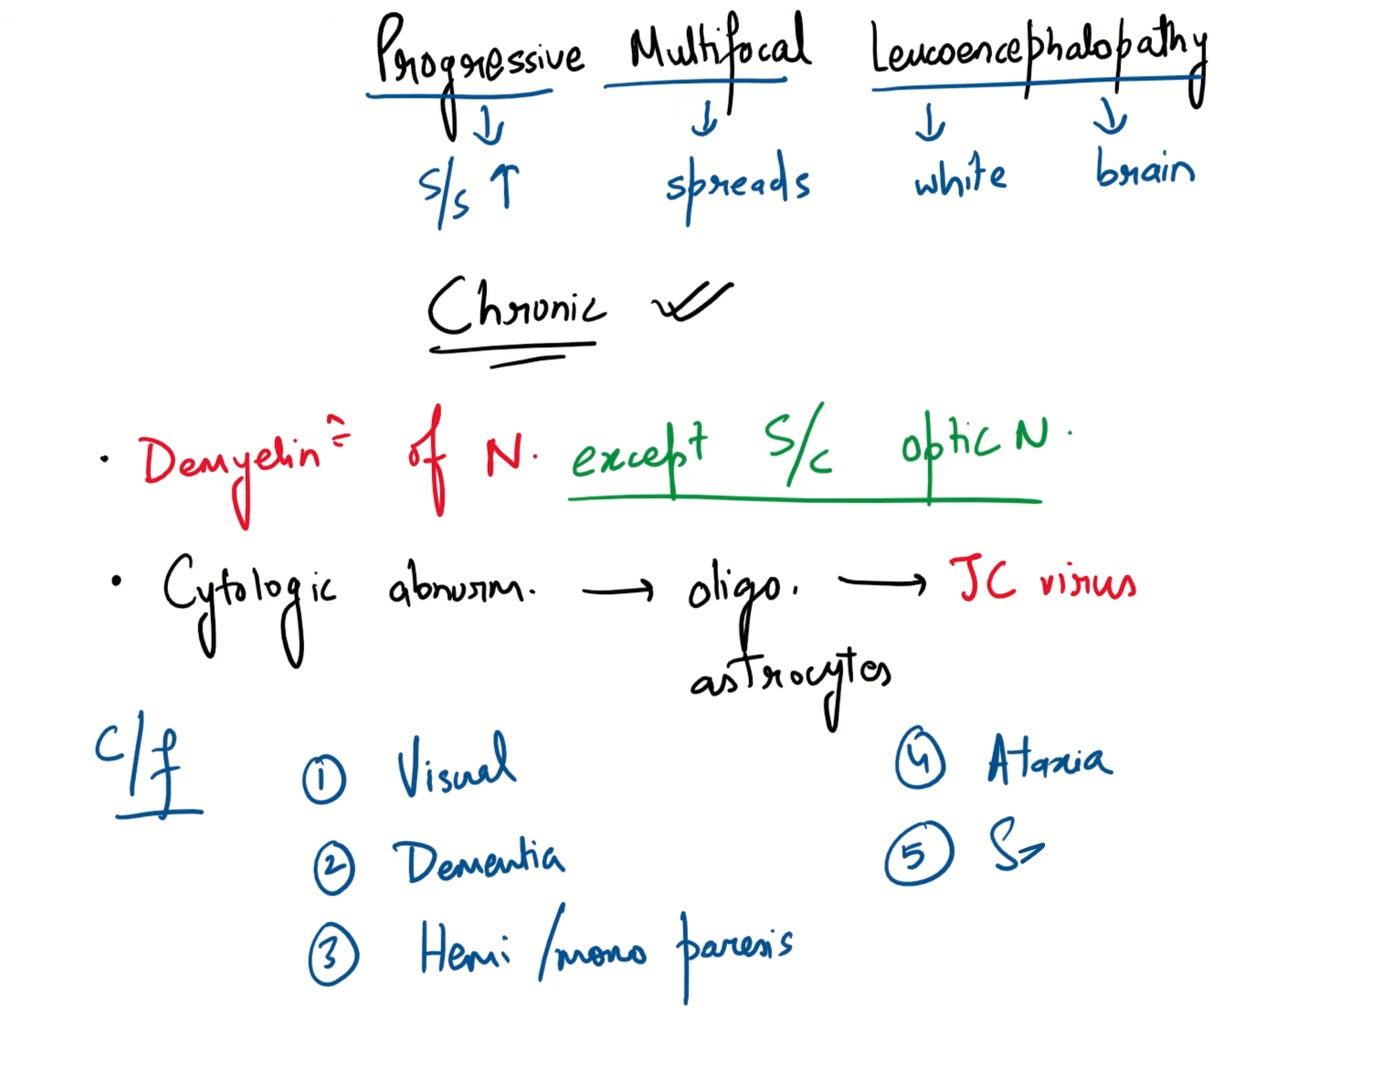 Progressive Multifocal Leucoencephalopathy
↓ ↓ ↓ ↓
S/S ↑ spreads white brain
Chronic ✓
• Demyelinⁿ of N. except S/C optic N.
• Cytologic abnorm. → oligo. → JC virus
astrocytes
C/f ① Visual ④ Ataxia
② Dementia ⑤
③ Hemi/mono paresis